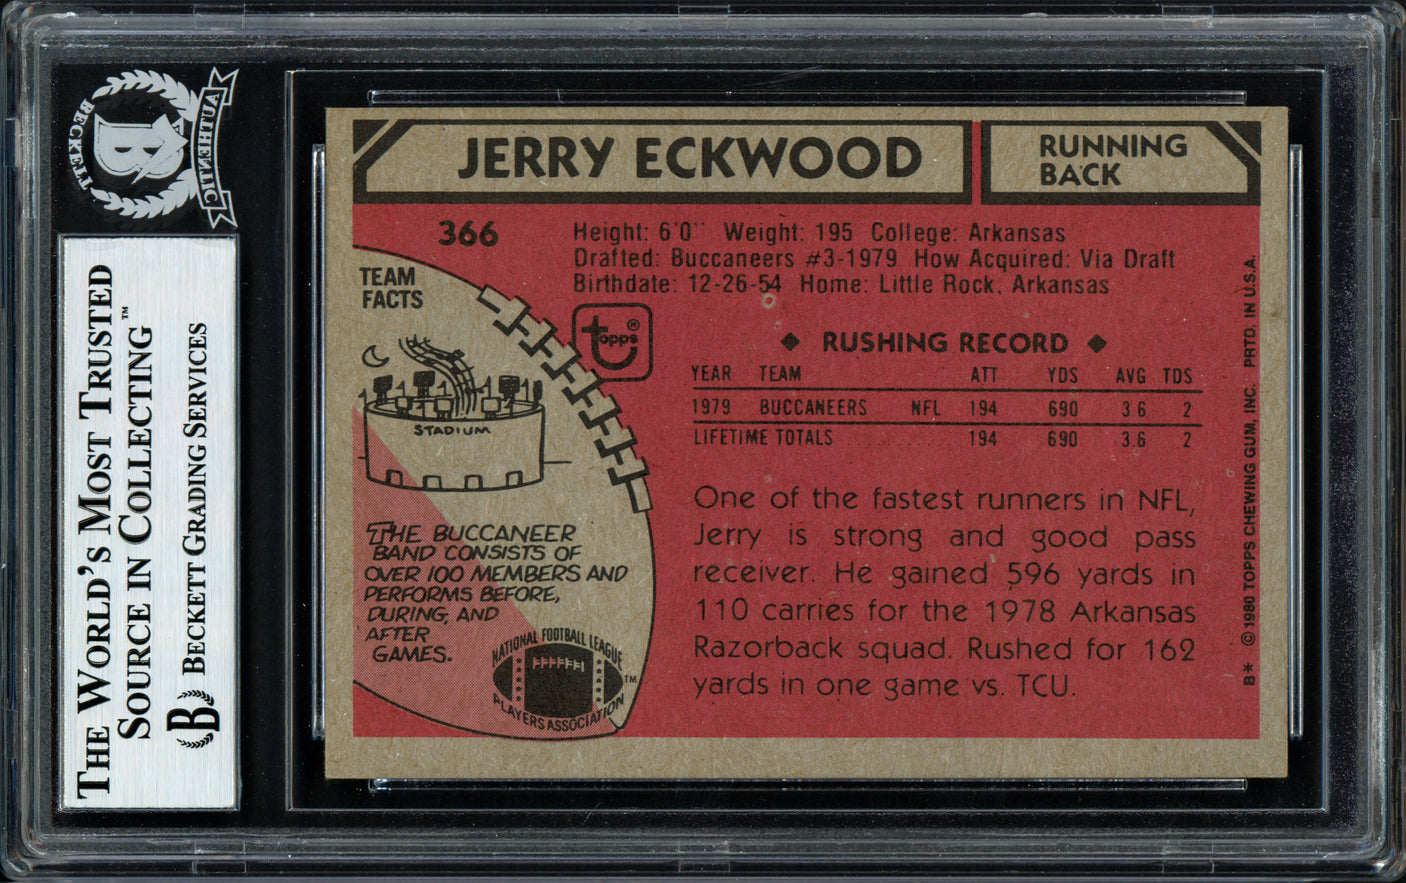 BECKETT
AUTHENTIC
B
THE WORLD'S MOST TRUSTED
SOURCE IN COLLECTING™
B BECKETT GRADING SERVICES
JERRY ECKWOOD
RUNNING
BACK
366
Height: 6'0" Weight: 195 College: Arkansas
Drafted: Buccaneers #3-1979 How Acquired: Via Draft
Birthdate: 12-26-54 Home: Little Rock, Arkansas
TEAM
FACTS
topps®
STADIUM
THE BUCCANEER
BAND CONSISTS OF
OVER 100 MEMBERS AND
PERFORMS BEFORE,
DURING, AND
AFTER
GAMES.
NATIONAL FOOTBALL LEAGUE
PLAYERS ASSOCIATION
TM
◆ RUSHING RECORD ◆
YEAR TEAM ATT YDS AVG TDS
1979 BUCCANEERS NFL 194 690 3.6 2
LIFETIME TOTALS 194 690 3.6 2
One of the fastest runners in NFL,
Jerry is strong and good pass
receiver. He gained 596 yards in
110 carries for the 1978 Arkansas
Razorback squad. Rushed for 162
yards in one game vs. TCU.
B* © 1980 TOPPS CHEWING GUM, INC. PRTD. IN U.S.A.